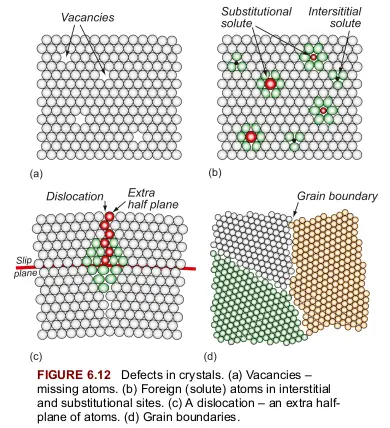 Vacancies
Substitutional
solute
Intersititial
solute
(a)
(b)
Dislocation
Extra
half plane
Slip
plane
Grain boundary
(c)
(d)
FIGURE 6.12 Defects in crystals. (a) Vacancies –
missing atoms. (b) Foreign (solute) atoms in interstitial
and substitutional sites. (c) A dislocation – an extra half-
plane of atoms. (d) Grain boundaries.